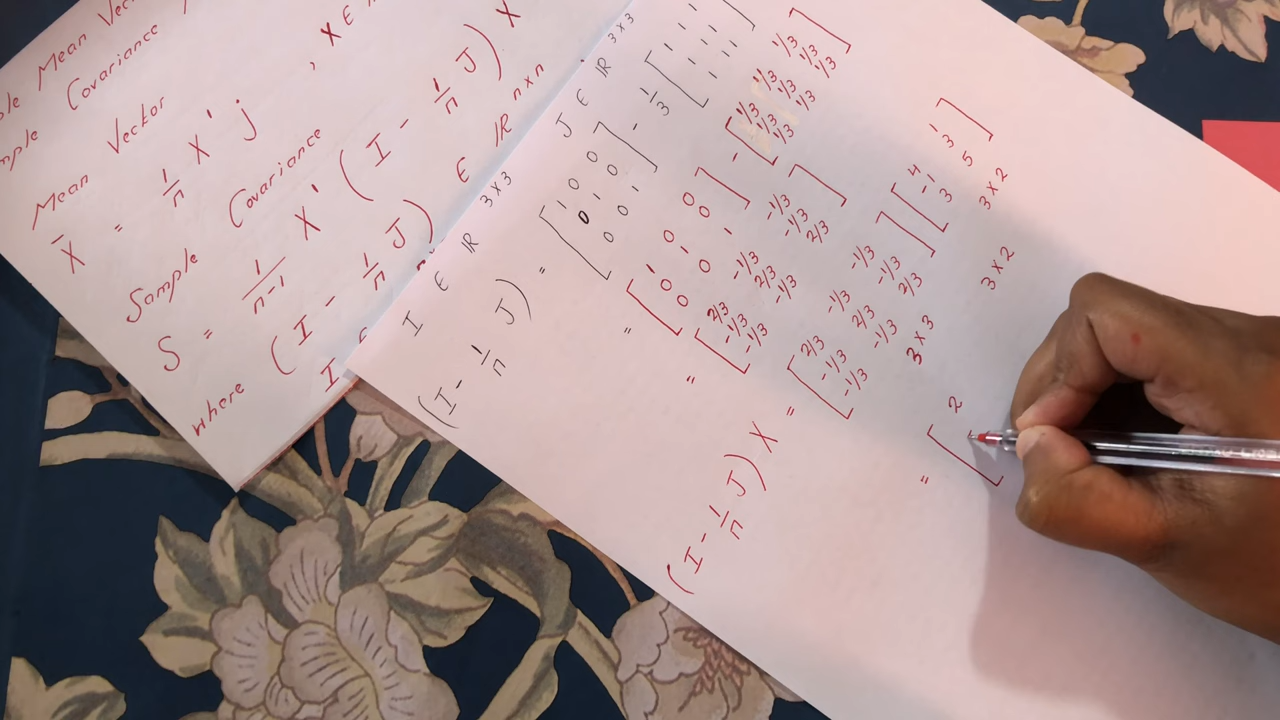 Mean Vec
Covariance
Mean Vector
X̄ = 1/n X' j , X ∈
Sample Covariance
S = 1/n-1 X' ( I - 1/n J ) X
where ( I - 1/n J ) ∈ ℝ n×n
I ∈ ℝ 3×3 J ∈ ℝ 3×3
( I - 1/n J ) = [ 1 0 0 0 1 0 0 0 1 ] - 1/3 [ 1 1 1 1 1 1 1 1 1 ]
= [ 1 0 0 0 1 0 0 0 1 ] - [ 1/3 1/3 1/3 1/3 1/3 1/3 1/3 1/3 1/3 ]
= [ 2/3 -1/3 -1/3 -1/3 2/3 -1/3 -1/3 -1/3 2/3 ]
( I - 1/n J ) X = [ 2/3 -1/3 -1/3 -1/3 2/3 -1/3 -1/3 -1/3 2/3 ] [ 4 1 -1 3 3 5 ]
3×3 3×2 3×2
= [ 2